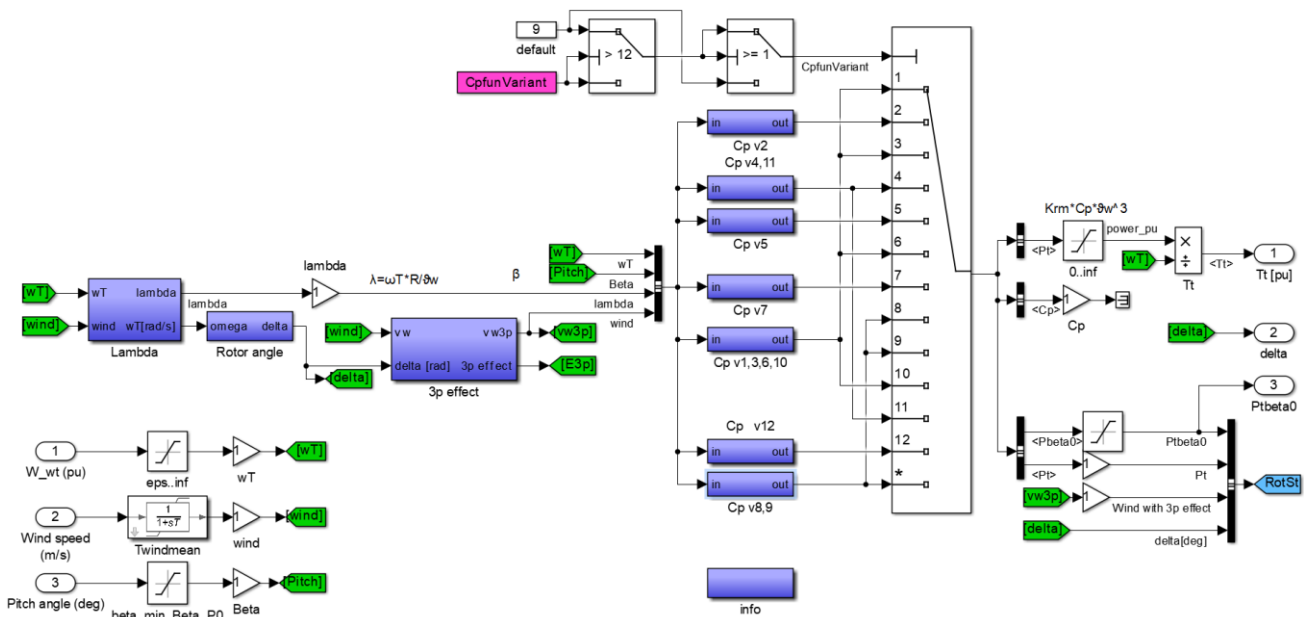 9
default
> 12
>= 1
CpfunVariant
CpfunVariant
1
in out
2
Cp v2
3
Cp v4,11
in out
4
in out
5
Cp v5
6
in out
7
Cp v7
8
in out
9
Cp v1,3,6,10
10
11
Cp v12
in out
12
in out
*
Cp v8,9
info
[wT]
[wind]
wT lambda
wind wT[rad/s]
Lambda
lambda
omega delta
Rotor angle
[delta]
lambda
1
λ=ωT*R/ϑw
β
[wT]
[Pitch]
wT
Beta
lambda
wind
[wind]
vw vw3p
delta [rad] 3p effect
3p effect
[vw3p]
[E3p]
Krm*Cp*ϑw^3
<Pt>
power_pu
0..inf
[wT]
×
÷
Tt
<Tt>
1
Tt [pu]
<Cp>
1
Cp
[delta]
2
delta
3
Ptbeta0
<Pbeta0>
Ptbeta0
<Pt>
1
Pt
[vw3p]
1
Wind with 3p effect
[delta]
delta[deg]
RotSt
1
W_wt (pu)
eps..inf
1
wT
[wT]
2
Wind speed
(m/s)
1
1+sT
Twindmean
1
wind
[wind]
3
Pitch angle (deg)
beta_min_Beta_P0
1
Beta
[Pitch]